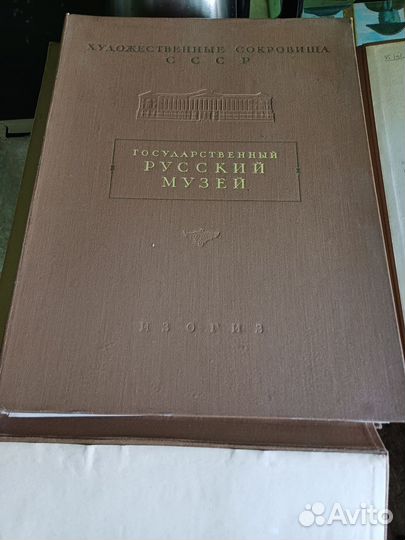 ХУДОЖЕСТВЕННЫЕ СОКРОВИЩА
СССР
ГОСУДАРСТВЕННЫЙ
РУССКИЙ
МУЗЕЙ
ИЗОГИЗ
Avito